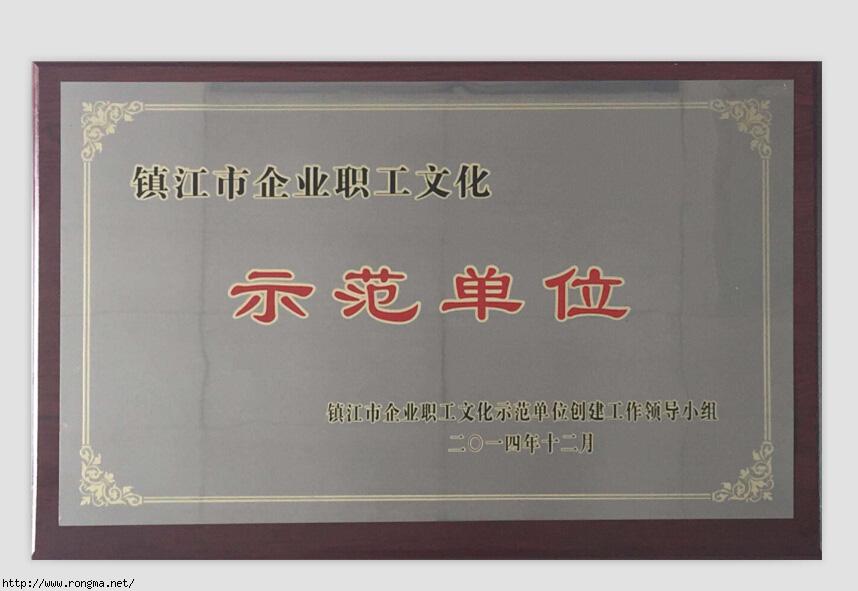 镇江市企业职工文化
示范单位
镇江市企业职工文化示范单位创建工作领导小组
二〇一四年十二月
http://www.rongma.net/